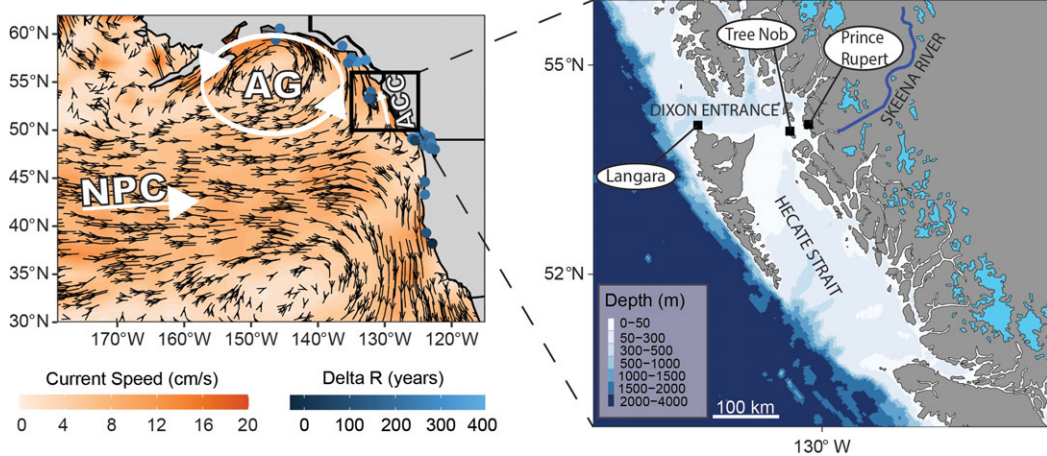 60°N
55°N
50°N
45°N
40°N
35°N
30°N
170°W
160°W
150°W
140°W
130°W
120°W
AG
ACC
NPC
Current Speed (cm/s)
0 4 8 12 16 20
Delta R (years)
0 100 200 300 400
55°N
52°N
130° W
Tree Nob
Prince
Rupert
SKEENA RIVER
DIXON ENTRANCE
Langara
HECATE STRAIT
Depth (m)
0–50
50–300
300–500
500–1000
1000–1500
1500–2000
2000–4000
100 km